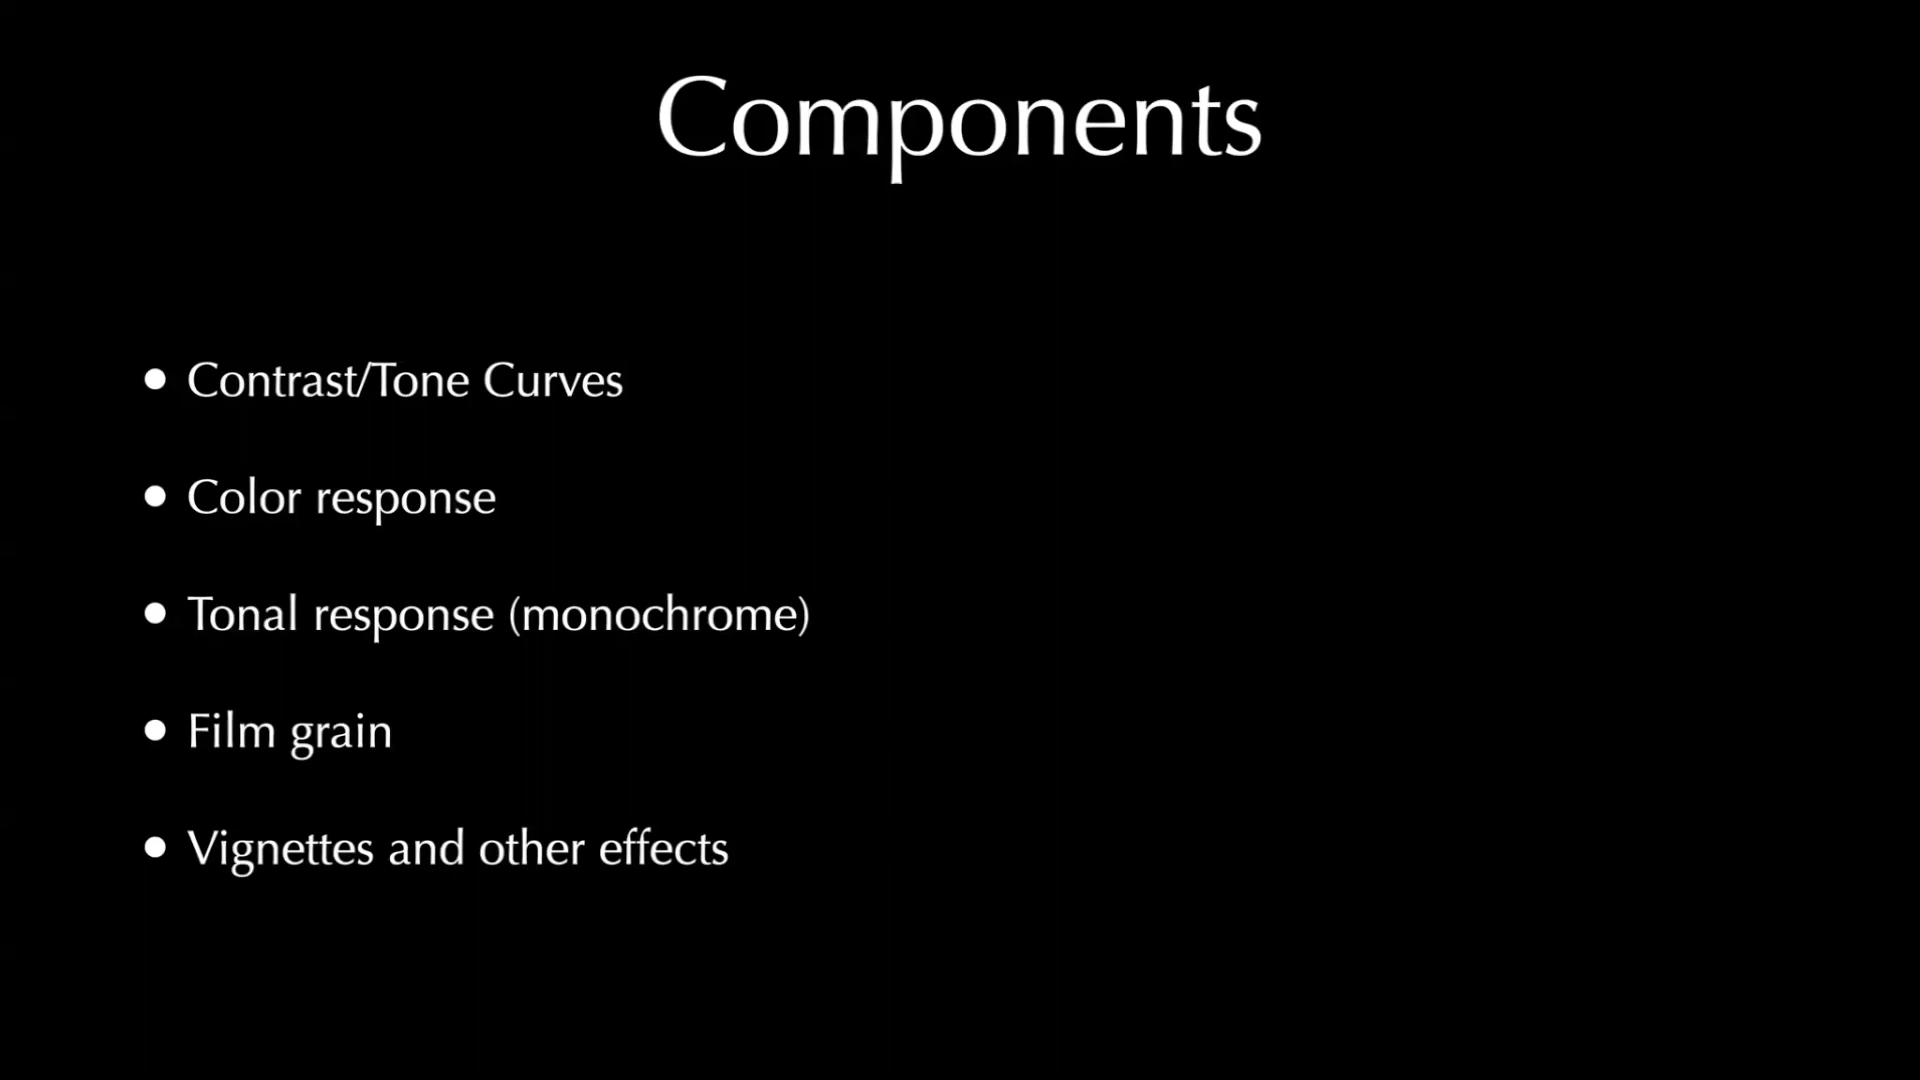 Components
• Contrast/Tone Curves
• Color response
• Tonal response (monochrome)
• Film grain
• Vignettes and other effects